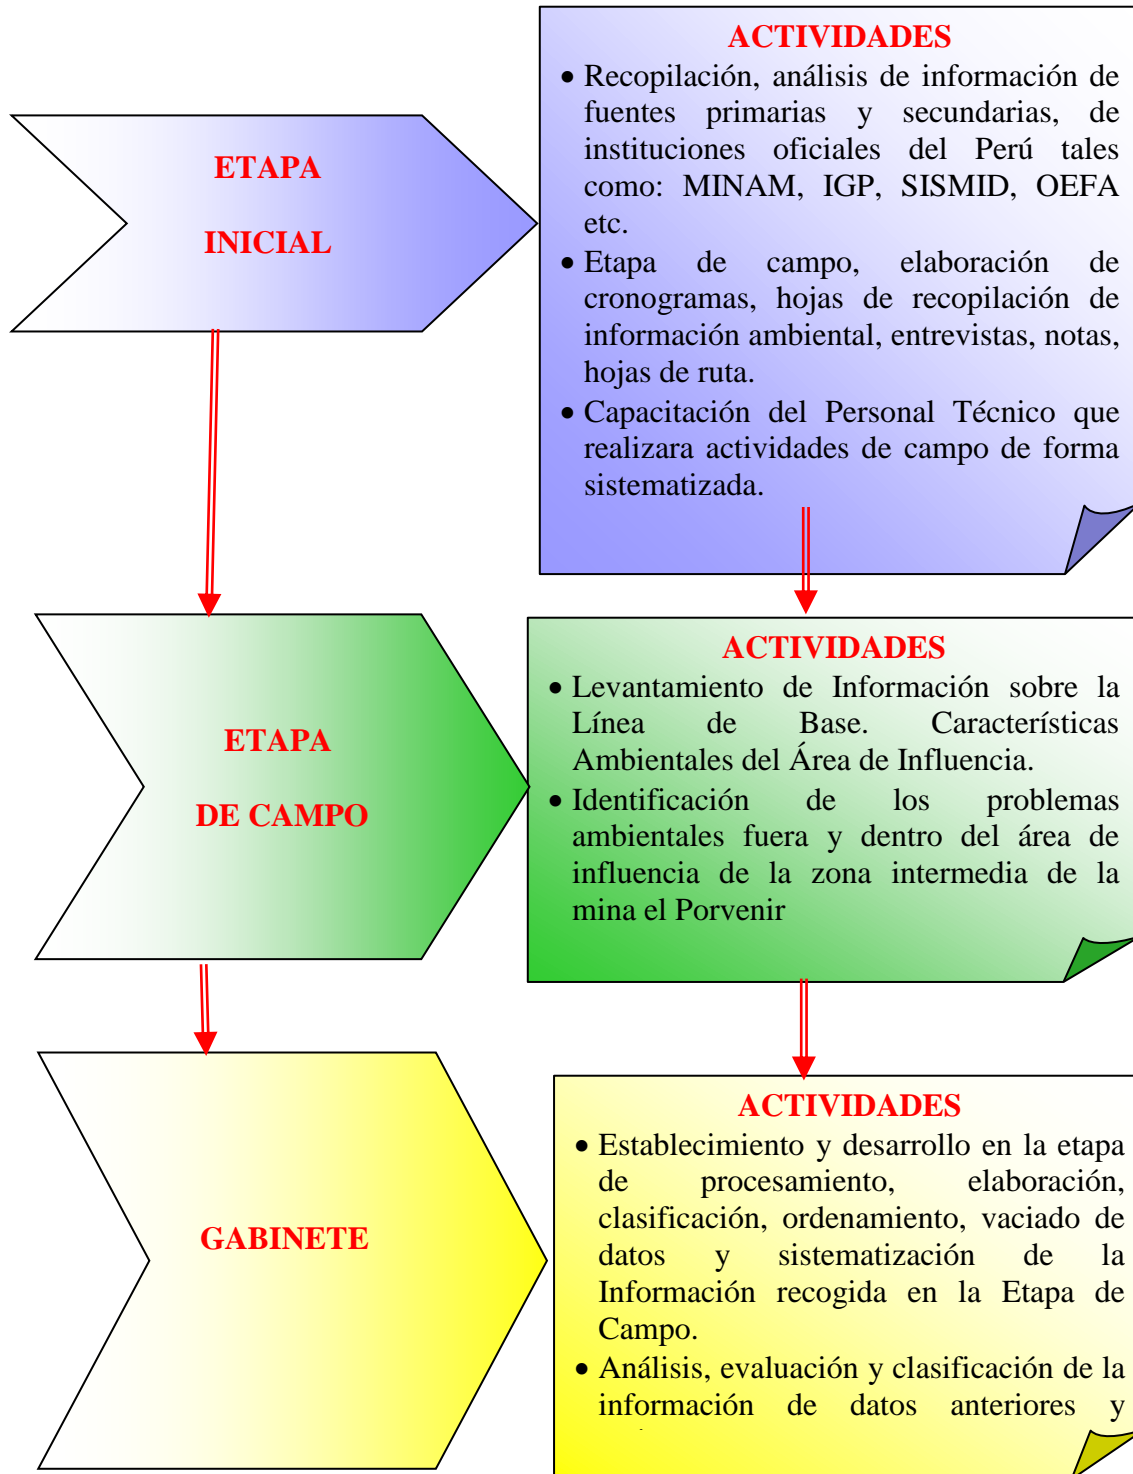 ETAPA
INICIAL
ACTIVIDADES
• Recopilación, análisis de información de
fuentes primarias y secundarias, de
instituciones oficiales del Perú tales
como: MINAM, IGP, SISMID, OEFA
etc.
• Etapa de campo, elaboración de
cronogramas, hojas de recopilación de
información ambiental, entrevistas, notas,
hojas de ruta.
• Capacitación del Personal Técnico que
realizara actividades de campo de forma
sistematizada.
ETAPA
DE CAMPO
ACTIVIDADES
• Levantamiento de Información sobre la
Línea de Base. Características
Ambientales del Área de Influencia.
• Identificación de los problemas
ambientales fuera y dentro del área de
influencia de la zona intermedia de la
mina el Porvenir
GABINETE
ACTIVIDADES
• Establecimiento y desarrollo en la etapa
de procesamiento, elaboración,
clasificación, ordenamiento, vaciado de
datos y sistematización de la
Información recogida en la Etapa de
Campo.
• Análisis, evaluación y clasificación de la
información de datos anteriores y